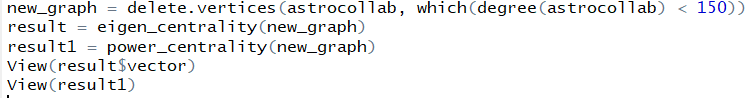 new_graph = delete.vertices(astrocollab, which(degree(astrocollab) < 150))
result = eigen_centrality(new_graph)
result1 = power_centrality(new_graph)
View(result$vector)
View(result1)